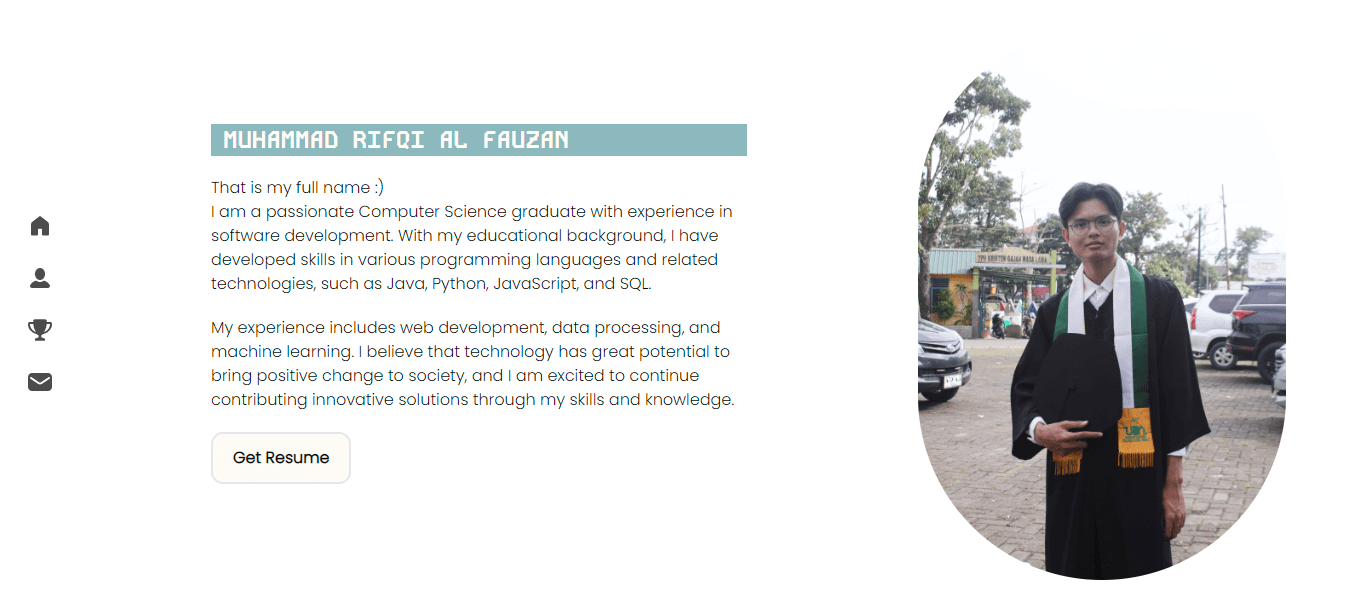 MUHAMMAD RIFQI AL FAUZAN
That is my full name :)
I am a passionate Computer Science graduate with experience in
software development. With my educational background, I have
developed skills in various programming languages and related
technologies, such as Java, Python, JavaScript, and SQL.
My experience includes web development, data processing, and
machine learning. I believe that technology has great potential to
bring positive change to society, and I am excited to continue
contributing innovative solutions through my skills and knowledge.
Get Resume